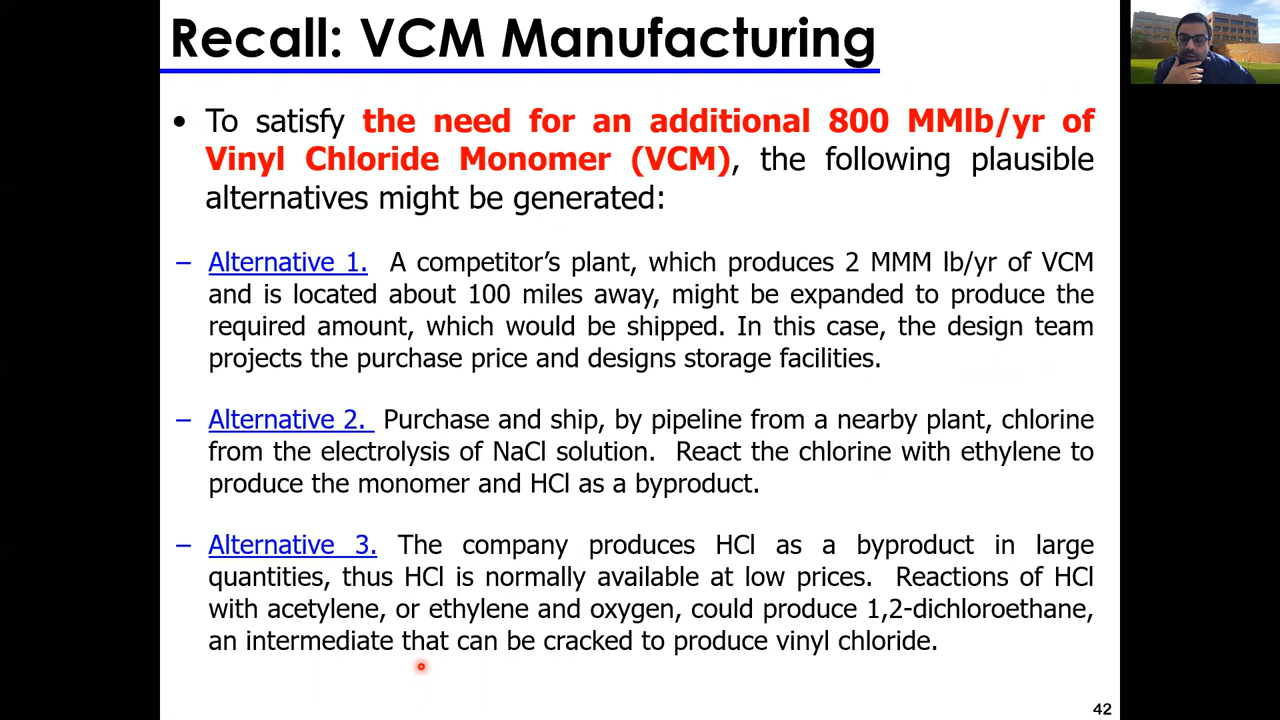 Recall: VCM Manufacturing
• To satisfy the need for an additional 800 MMlb/yr of
Vinyl Chloride Monomer (VCM), the following plausible
alternatives might be generated:
– Alternative 1. A competitor’s plant, which produces 2 MMM lb/yr of VCM
and is located about 100 miles away, might be expanded to produce the
required amount, which would be shipped. In this case, the design team
projects the purchase price and designs storage facilities.
– Alternative 2. Purchase and ship, by pipeline from a nearby plant, chlorine
from the electrolysis of NaCl solution. React the chlorine with ethylene to
produce the monomer and HCl as a byproduct.
– Alternative 3. The company produces HCl as a byproduct in large
quantities, thus HCl is normally available at low prices. Reactions of HCl
with acetylene, or ethylene and oxygen, could produce 1,2-dichloroethane,
an intermediate that can be cracked to produce vinyl chloride.
42